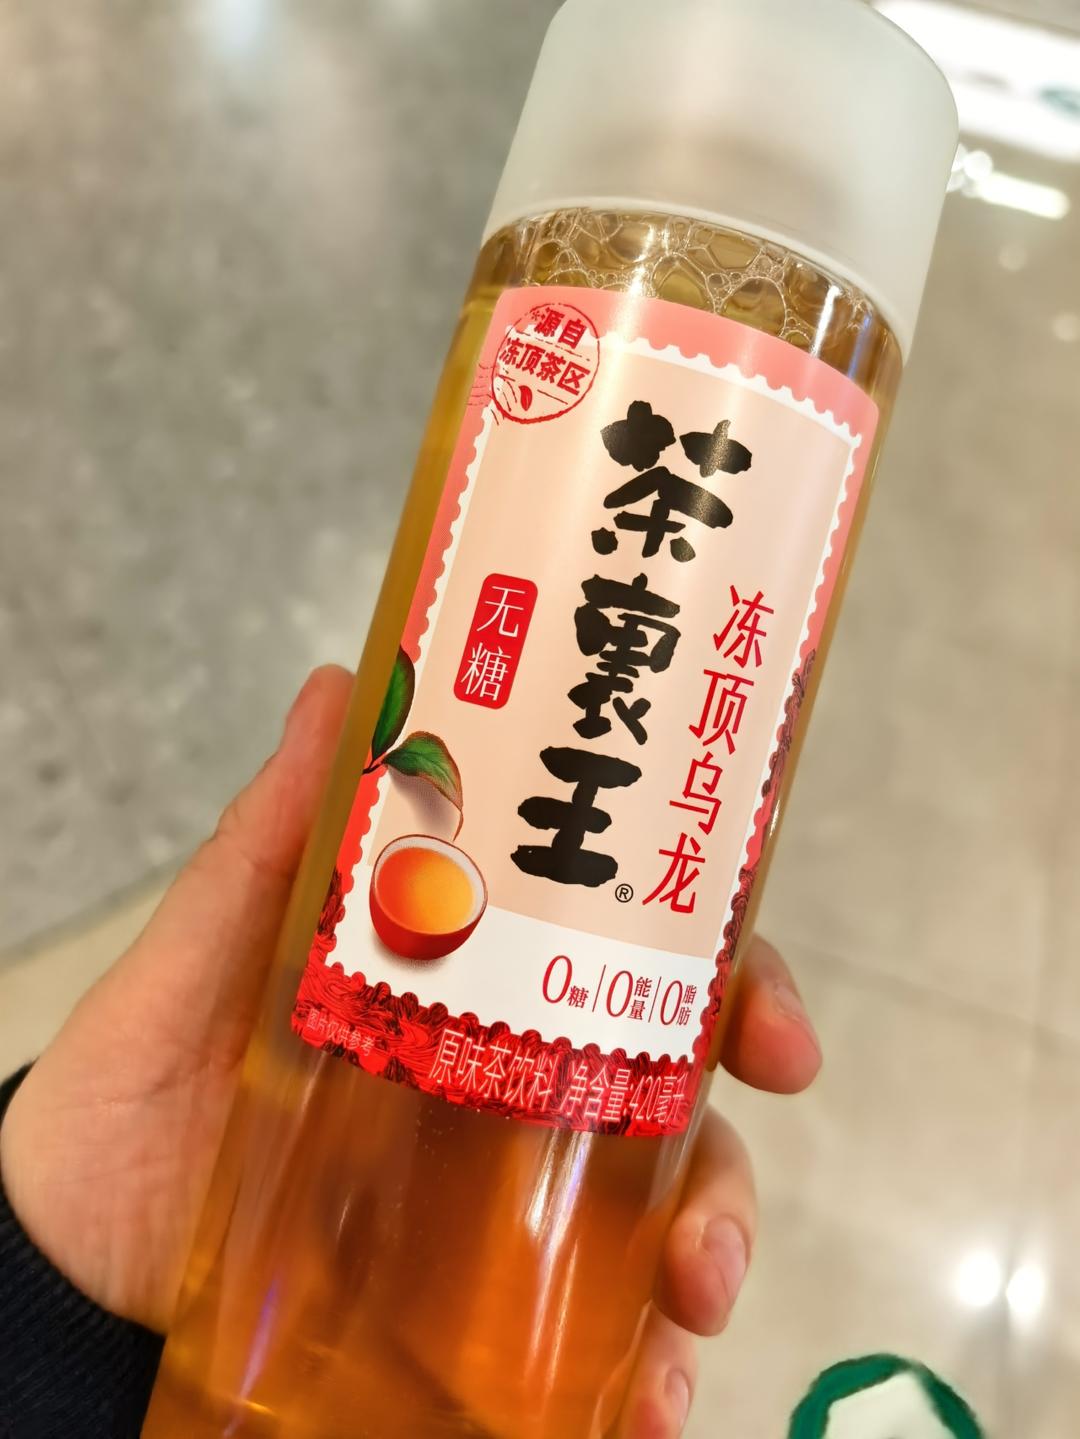 *源自
冻顶茶区
茶裏王®
冻顶乌龙
无糖
0糖|0能量|0脂肪
图片仅供参考
原味茶饮料 净含量:420毫升